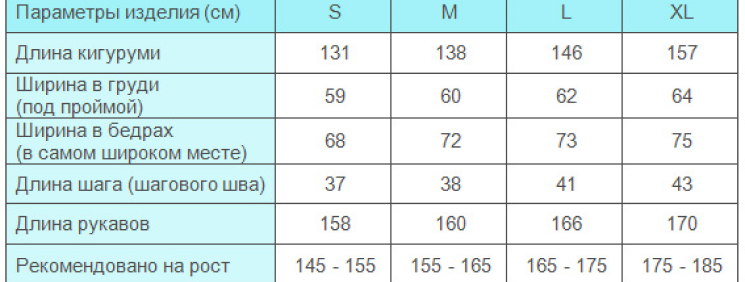 Параметры изделия (см) S M L XL
Длина кигуруми 131 138 146 157
Ширина в груди
(под проймой) 59 60 62 64
Ширина в бедрах
(в самом широком месте) 68 72 73 75
Длина шага (шагового шва) 37 38 41 43
Длина рукавов 158 160 166 170
Рекомендовано на рост 145 - 155 155 - 165 165 - 175 175 - 185